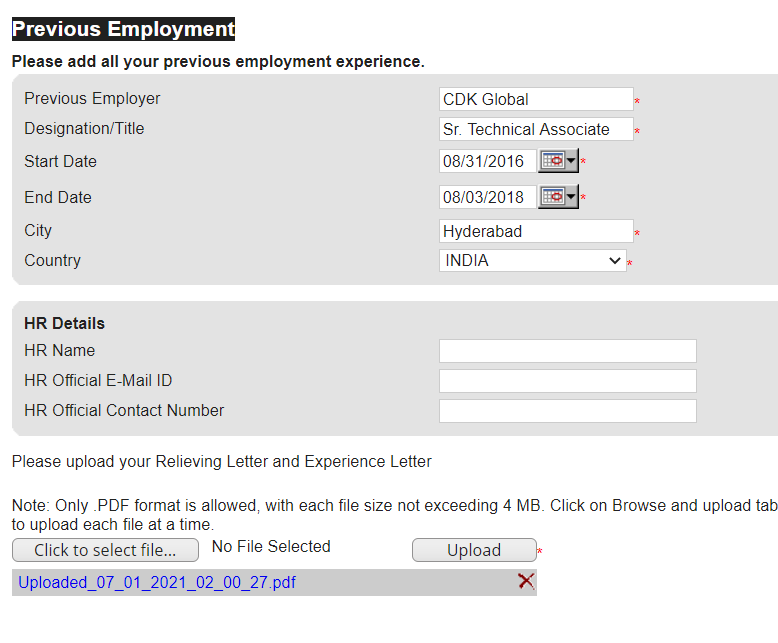 Previous Employment
Please add all your previous employment experience.
Previous Employer CDK Global *
Designation/Title Sr. Technical Associate *
Start Date 08/31/2016 *
End Date 08/03/2018 *
City Hyderabad *
Country INDIA *
HR Details
HR Name
HR Official E-Mail ID
HR Official Contact Number
Please upload your Relieving Letter and Experience Letter
Note: Only .PDF format is allowed, with each file size not exceeding 4 MB. Click on Browse and upload tab
to upload each file at a time.
Click to select file... No File Selected Upload *
Uploaded_07_01_2021_02_00_27.pdf